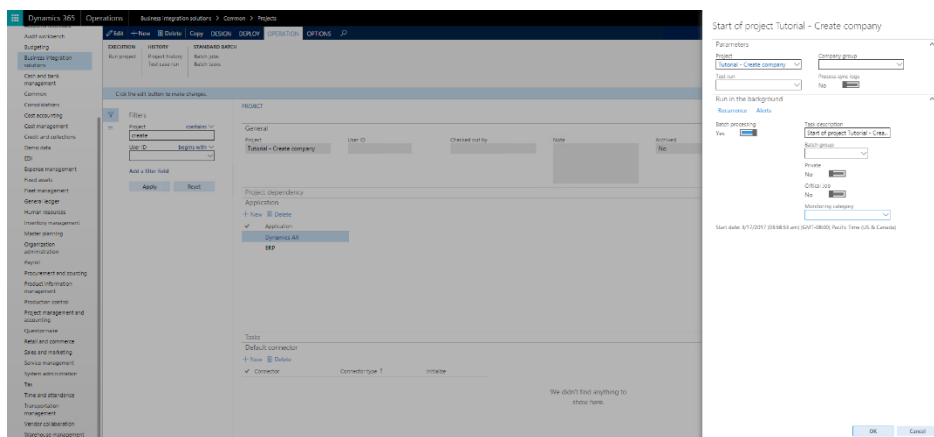 Dynamics 365
Operations
Business integration solutions > Common > Projects
Edit
New
Delete
Copy
DESIGN
DEPLOY
OPERATION
OPTIONS
EXECUTION
Run project
HISTORY
Project history
Test case run
STANDARD BATCH
Batch jobs
Batch tasks
Click the edit button to make changes.
Audit workbench
Budgeting
Business integration
solutions
Cash and bank
management
Common
Consolidations
Cost accounting
Cost management
Credit and collections
Demo data
EDI
Expense management
Fixed assets
Fleet management
General ledger
Human resources
Inventory management
Master planning
Organization
administration
Payroll
Procurement and sourcing
Product information
management
Production control
Project management and
accounting
Questionnaire
Retail and commerce
Sales and marketing
Service management
System administration
Tax
Time and attendance
Transportation
management
Vendor collaboration
Warehouse management
Filters
Project
contains
create
User ID
begins with
Add a filter field
Apply
Reset
PROJECT
General
Project
Tutorial - Create company
User ID
Checked out by
Note
Archived
No
Project dependency
Application
+ New
Delete
Application
Dynamics AX
ERP
Tasks
Default connector
+ New
Delete
Connector
Connector type
Initialize
We didn't find anything to
show here.
Start of project Tutorial - Create company
Parameters
Project
Tutorial - Create company
Company group
Test run
Process sync logs
No
Run in the background
Recurrence
Alerts
Batch processing
Yes
Task description
Start of project Tutorial - Crea...
Batch group
Private
No
Critical Job
No
Monitoring category
Start date: 3/17/2017 (08:58:53 am) (GMT-08:00) Pacific Time (US & Canada)
OK
Cancel